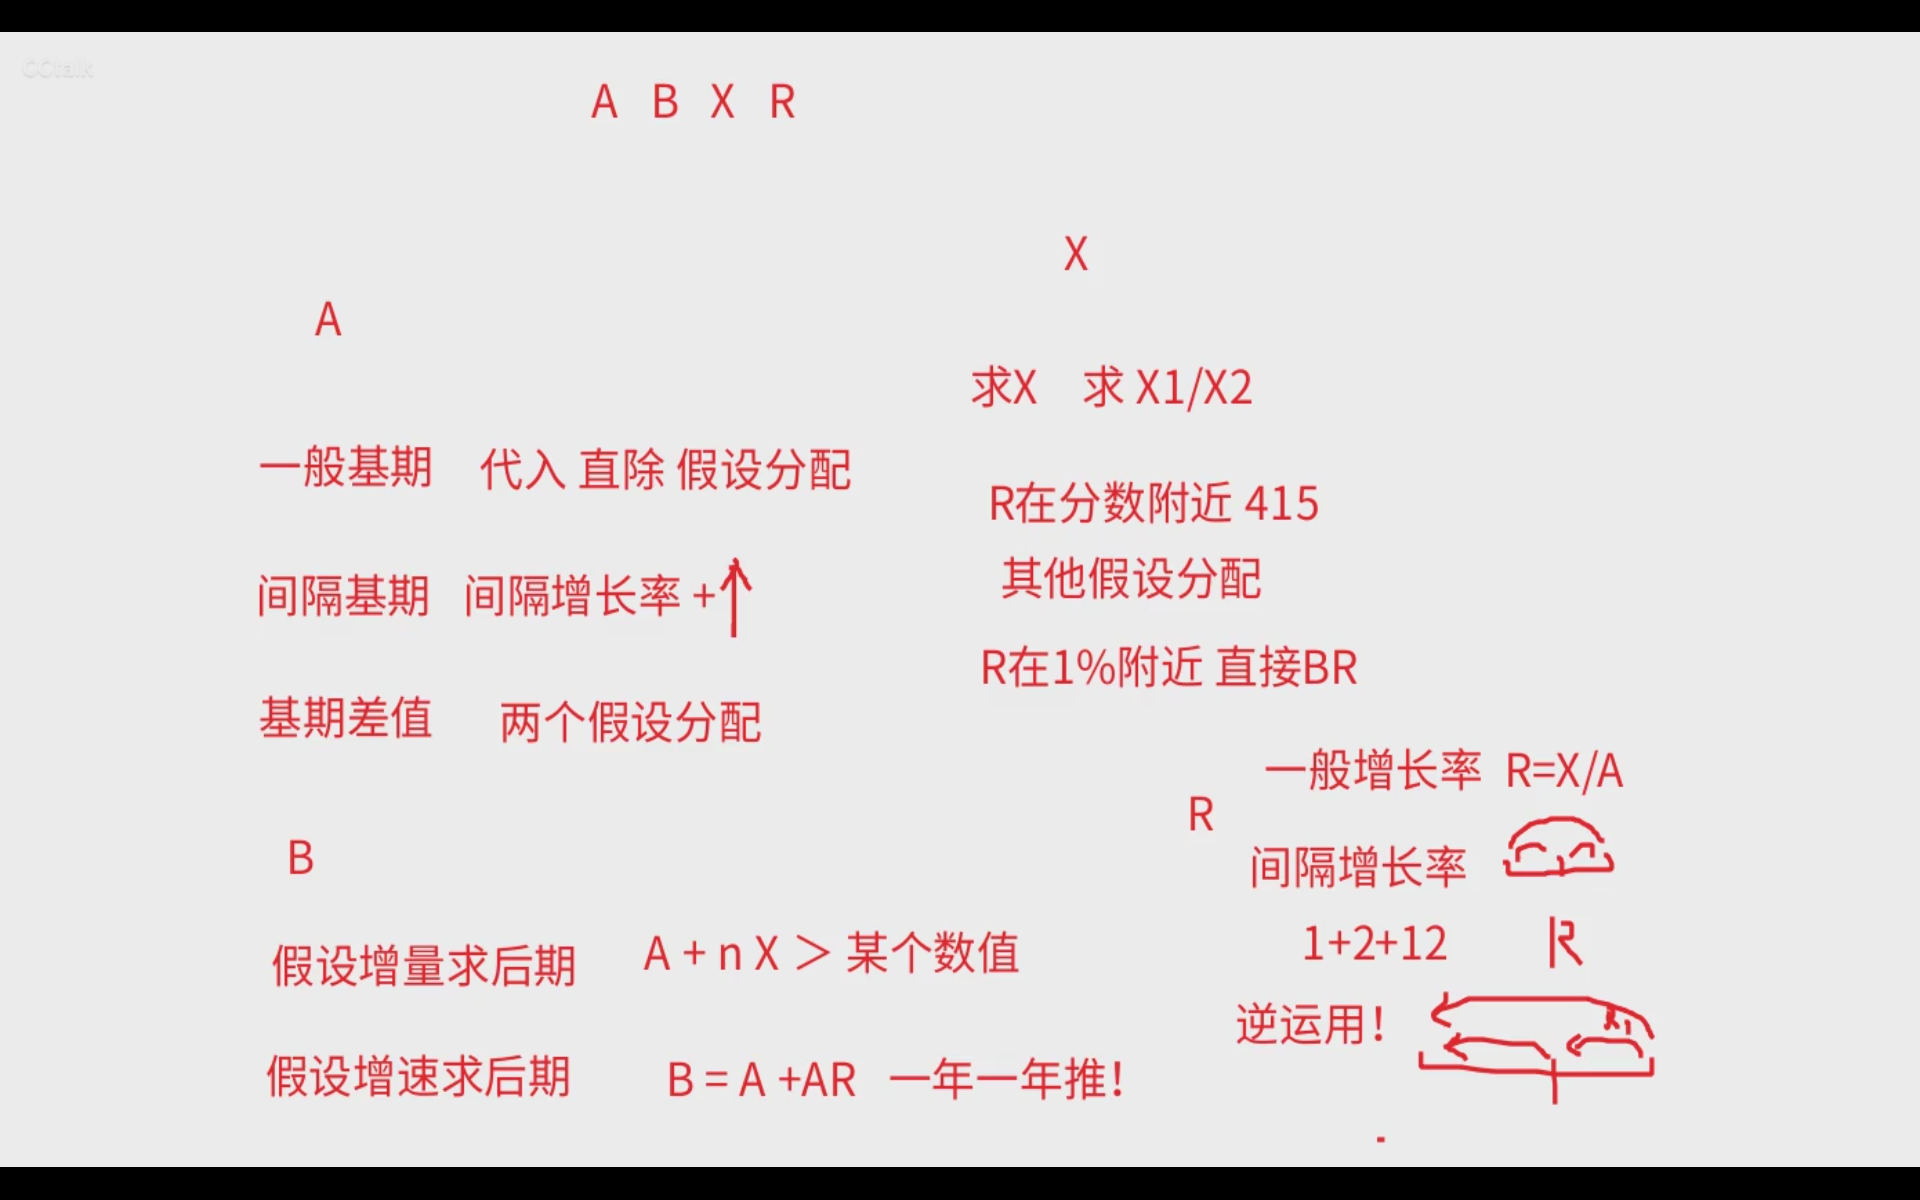 CCtalk
A B X R
X
A
求X 求 X1/X2
一般基期 代入 直除 假设分配
R在分数附近 415
其他假设分配
间隔基期 间隔增长率 +↑
R在1%附近 直接BR
基期差值 两个假设分配
一般增长率 R=X/A
R
间隔增长率
B
1+2+12 R
假设增量求后期 A + n X ＞ 某个数值
逆运用！
假设增速求后期 B = A +AR 一年一年推！